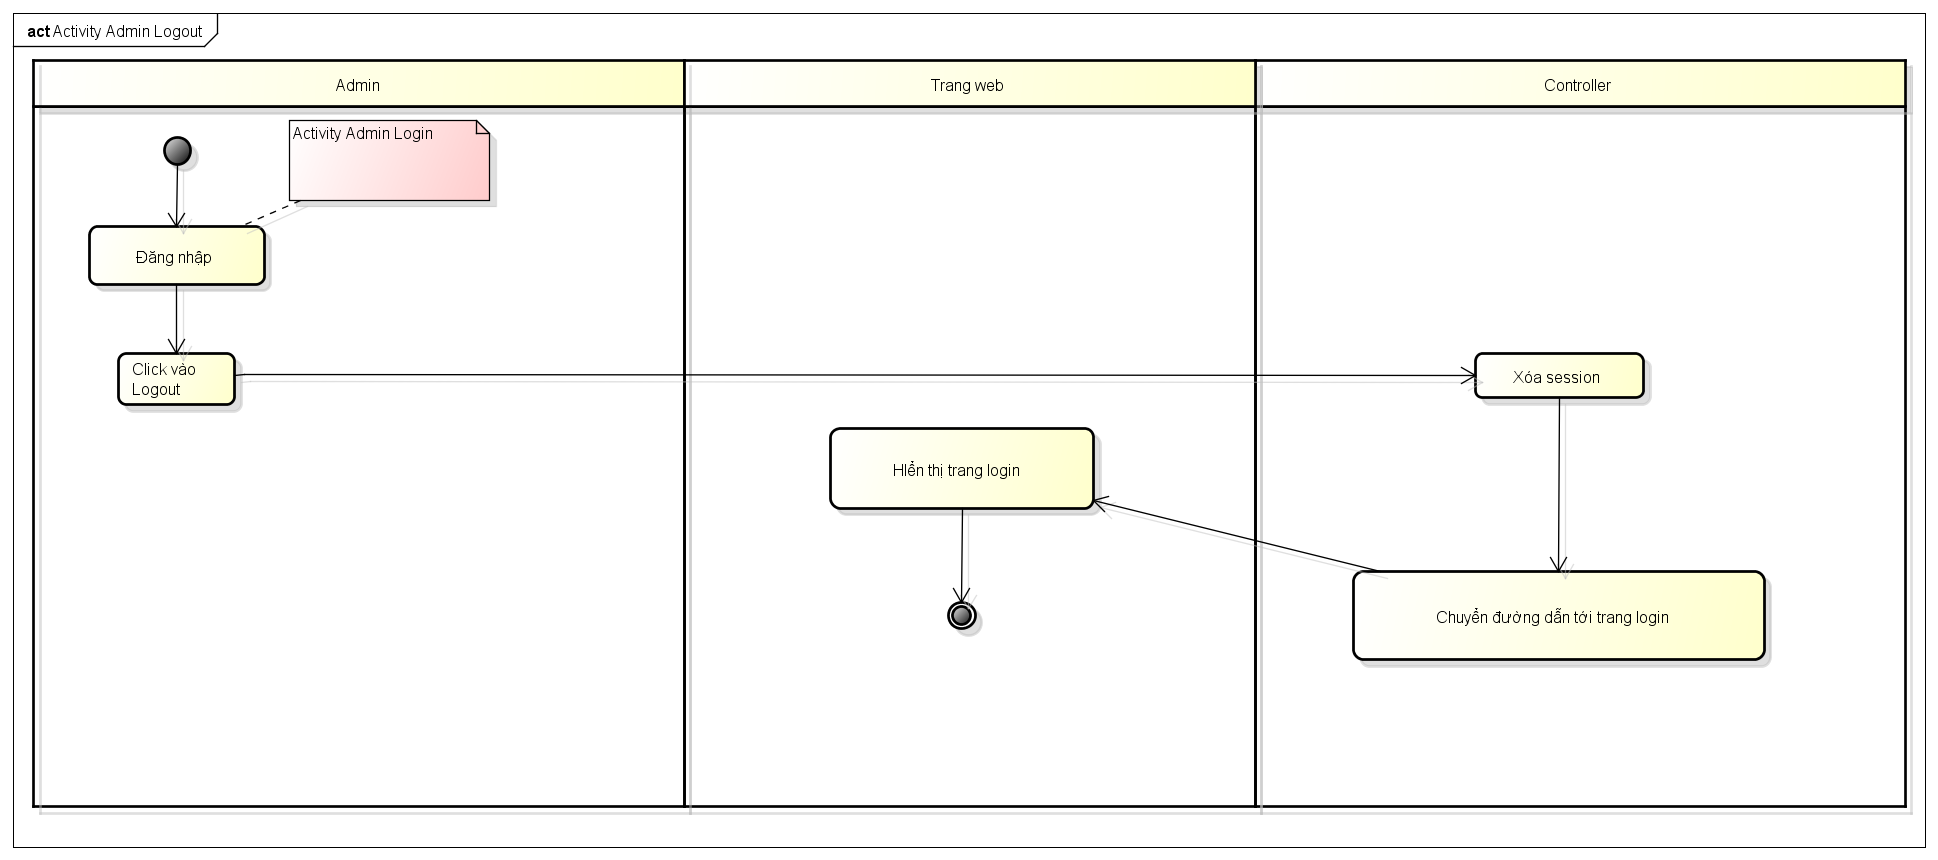 act Activity Admin Logout
Admin
Trang web
Controller
Activity Admin Login
Đăng nhập
Click vào
Logout
Xóa session
HIển thị trang login
Chuyển đường dẫn tới trang login